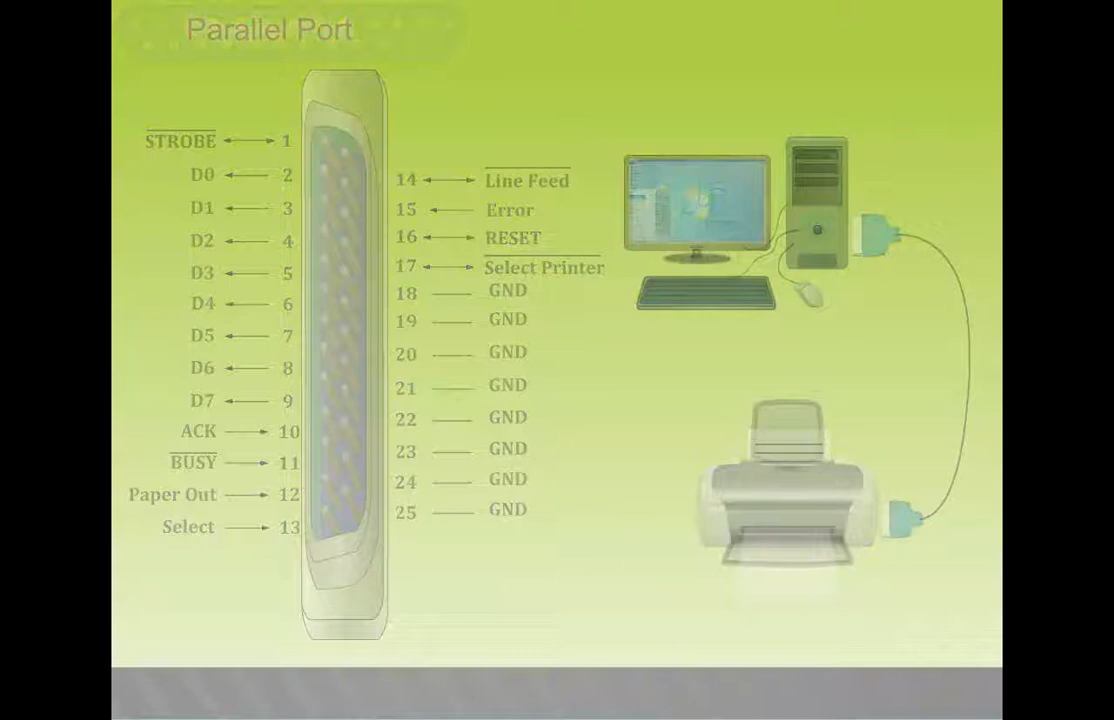 Parallel Port
STROBE 1
D0 2
D1 3
D2 4
D3 5
D4 6
D5 7
D6 8
D7 9
ACK 10
BUSY 11
Paper Out 12
Select 13
14 Line Feed
15 Error
16 RESET
17 Select Printer
18 GND
19 GND
20 GND
21 GND
22 GND
23 GND
24 GND
25 GND